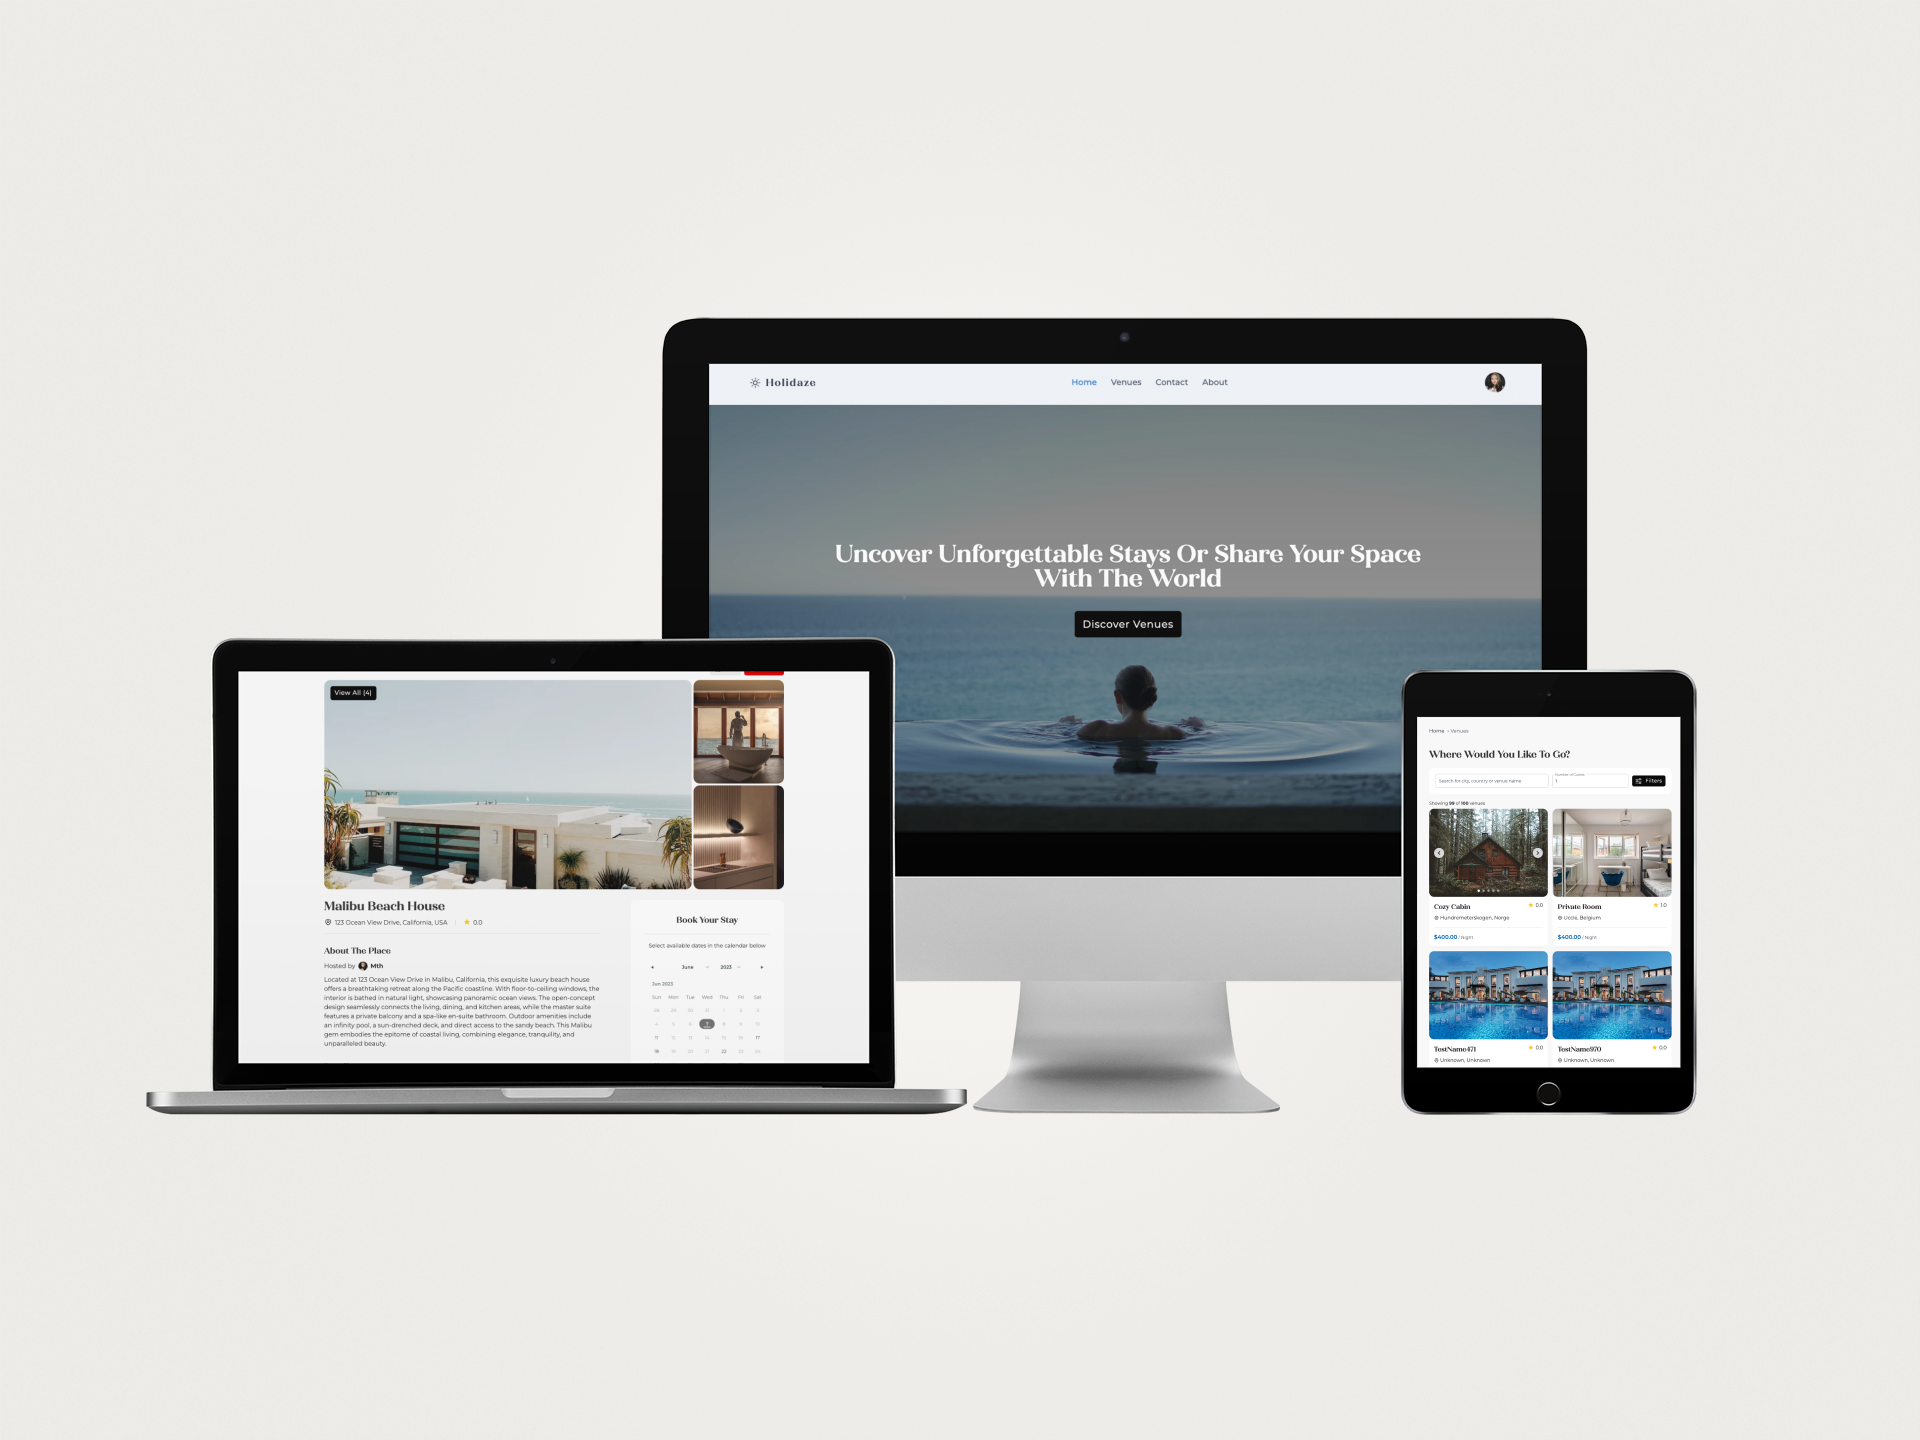 Holidaze
Home Venues Contact About
Uncover Unforgettable Stays Or Share Your Space
With The World
Discover Venues
View All (4)
Malibu Beach House
123 Ocean View Drive, California, USA | 0.0
About The Place
Hosted by Mth
Located at 123 Ocean View Drive in Malibu, California, this exquisite luxury beach house
offers a breathtaking retreat along the Pacific coastline. With floor-to-ceiling windows, the
interior is bathed in natural light, showcasing panoramic ocean views. The open-concept
design seamlessly connects the living, dining, and kitchen areas, while the master suite
features a private balcony and a spa-like en-suite bathroom. Outdoor amenities include
an infinity pool, a sun-drenched deck, and direct access to the sandy beach. This Malibu
gem embodies the epitome of coastal living, combining elegance, tranquility, and
unparalleled beauty.
Book Your Stay
Select available dates in the calendar below
June 2023
Jun 2023
Sun Mon Tue Wed Thu Fri Sat
28 29 30 31 1 2 3
4 5 6 7 8 9 10
11 12 13 14 15 16 17
18 19 20 21 22 23 24
Home › Venues
Where Would You Like To Go?
Search for city, country or venue name
Number of Guests
1
Filters
Showing 99 of 100 venues
Cozy Cabin 0.0
Hundremeterskogen, Norge
$400.00 / Night
Private Room 1.0
Uccle, Belgium
$400.00 / Night
TestName471 0.0
Unknown, Unknown
TestName970 0.0
Unknown, Unknown